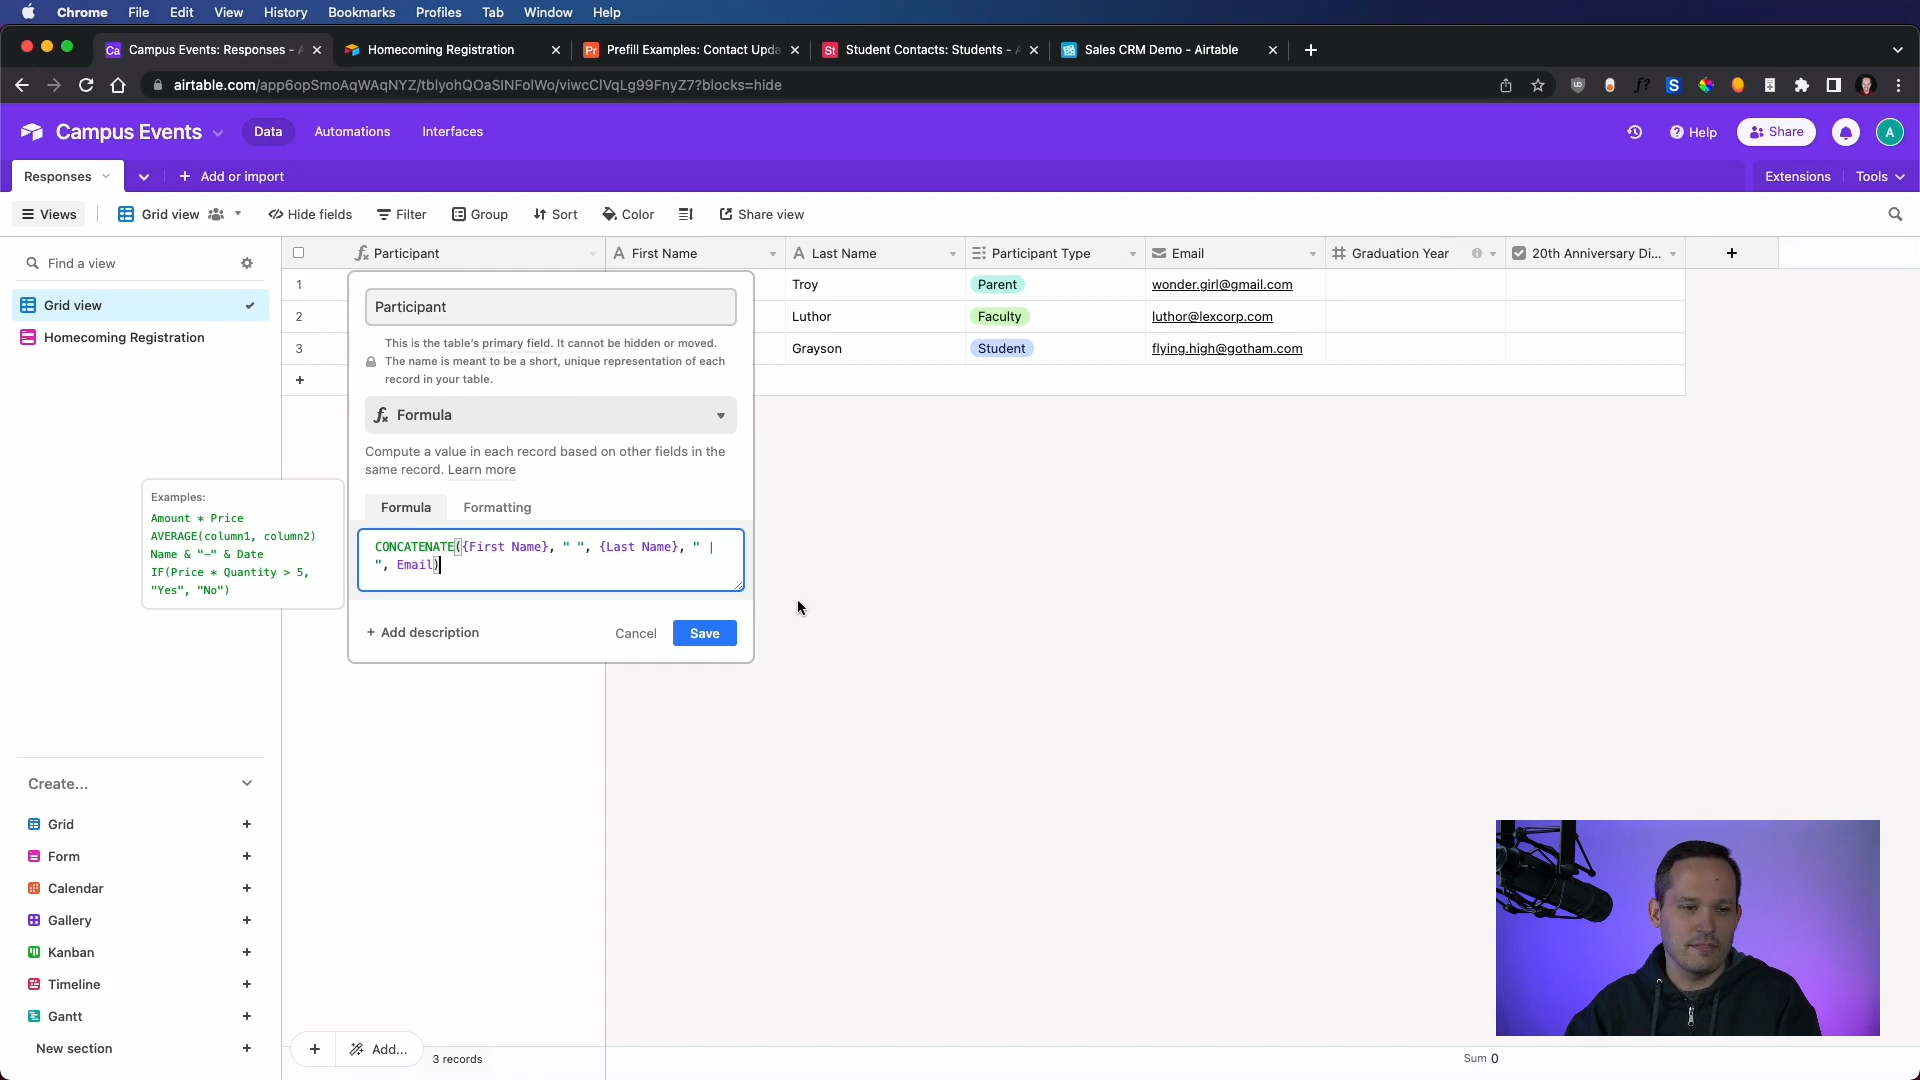 Chrome File Edit View History Bookmarks Profiles Tab Window Help
Campus Events: Responses - A
Homecoming Registration
Prefill Examples: Contact Upda
Student Contacts: Students - A
Sales CRM Demo - Airtable
airtable.com/app6opSmoAqWAqNYZ/tblyohQOaSINFolWo/viwcClVqLg99FnyZ7?blocks=hide
Campus Events Data Automations Interfaces Help Share A
Responses + Add or import Extensions Tools
Views Grid view Hide fields Filter Group Sort Color Share view
Find a view
Grid view
Homecoming Registration
Participant First Name Last Name Participant Type Email Graduation Year 20th Anniversary Di... +
1 Troy Parent wonder.girl@gmail.com
2 Luthor Faculty luthor@lexcorp.com
3 Grayson Student flying.high@gotham.com
+
Participant
This is the table's primary field. It cannot be hidden or moved.
The name is meant to be a short, unique representation of each
record in your table.
Formula
Compute a value in each record based on other fields in the
same record. Learn more
Formula Formatting
CONCATENATE({First Name}, " ", {Last Name}, " |
", Email)
+ Add description Cancel Save
Examples:
Amount * Price
AVERAGE(column1, column2)
Name & "-" & Date
IF(Price * Quantity > 5,
"Yes", "No")
Create...
Grid +
Form +
Calendar +
Gallery +
Kanban +
Timeline +
Gantt +
New section +
+ Add...
3 records
Sum 0